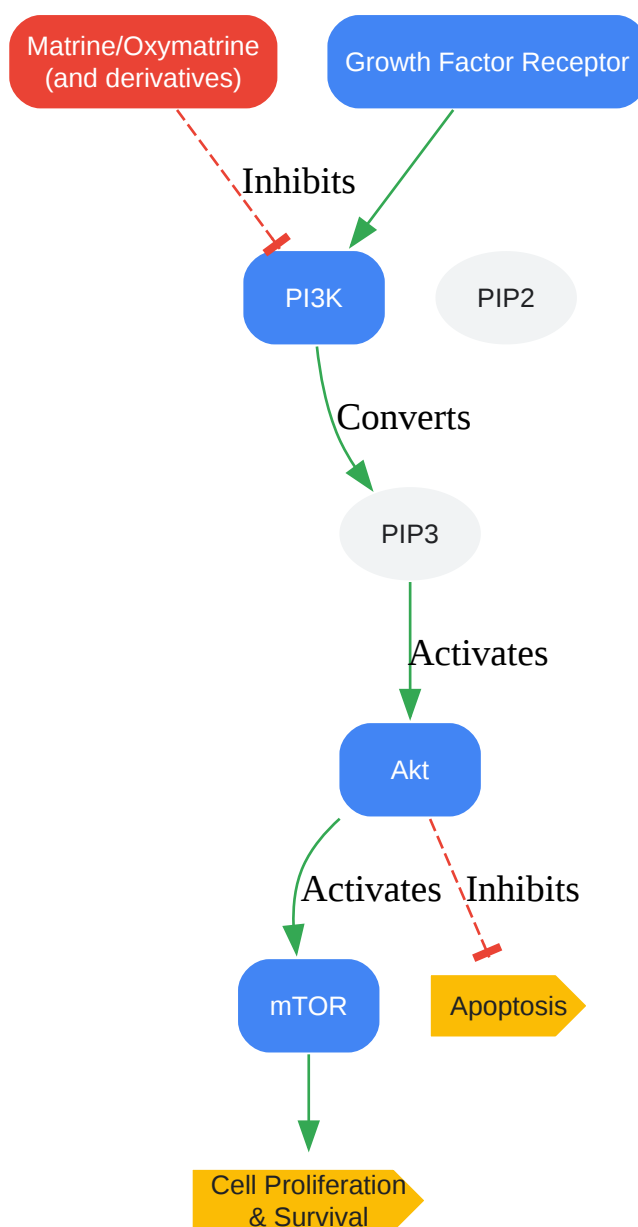 Matrine/Oxymatrine
(and derivatives)
Growth Factor Receptor
Inhibits
PI3K
PIP2
Converts
PIP3
Activates
Akt
Activates
Inhibits
mTOR
Apoptosis
Cell Proliferation
& Survival